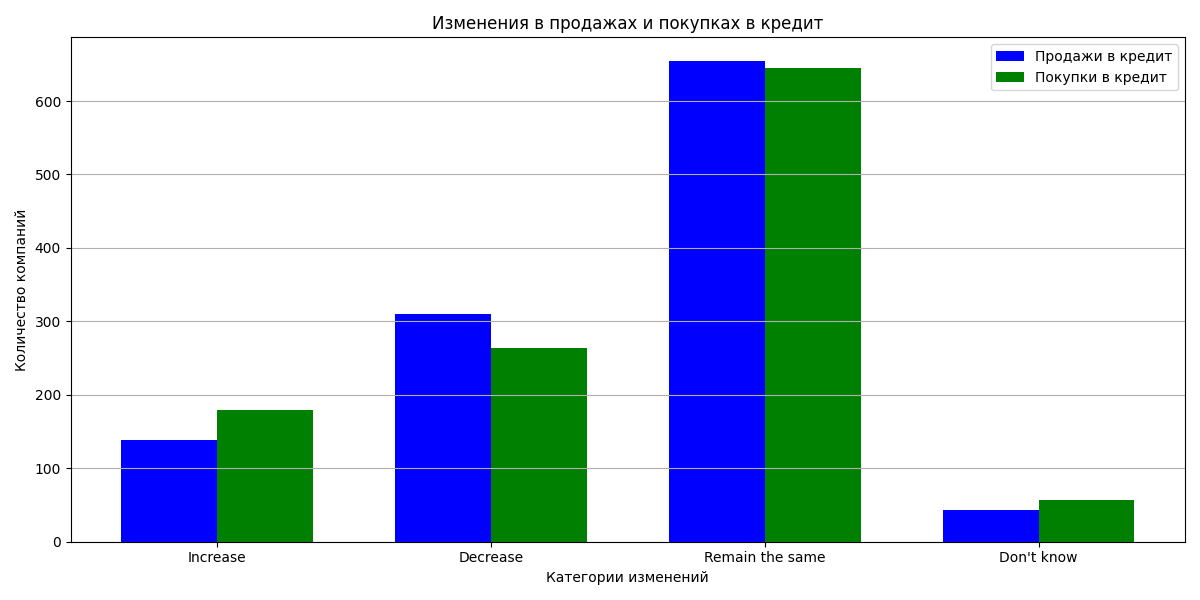 Изменения в продажах и покупках в кредит
Продажи в кредит
Покупки в кредит
Количество компаний
600
500
400
300
200
100
0
Increase
Decrease
Remain the same
Don't know
Категории изменений